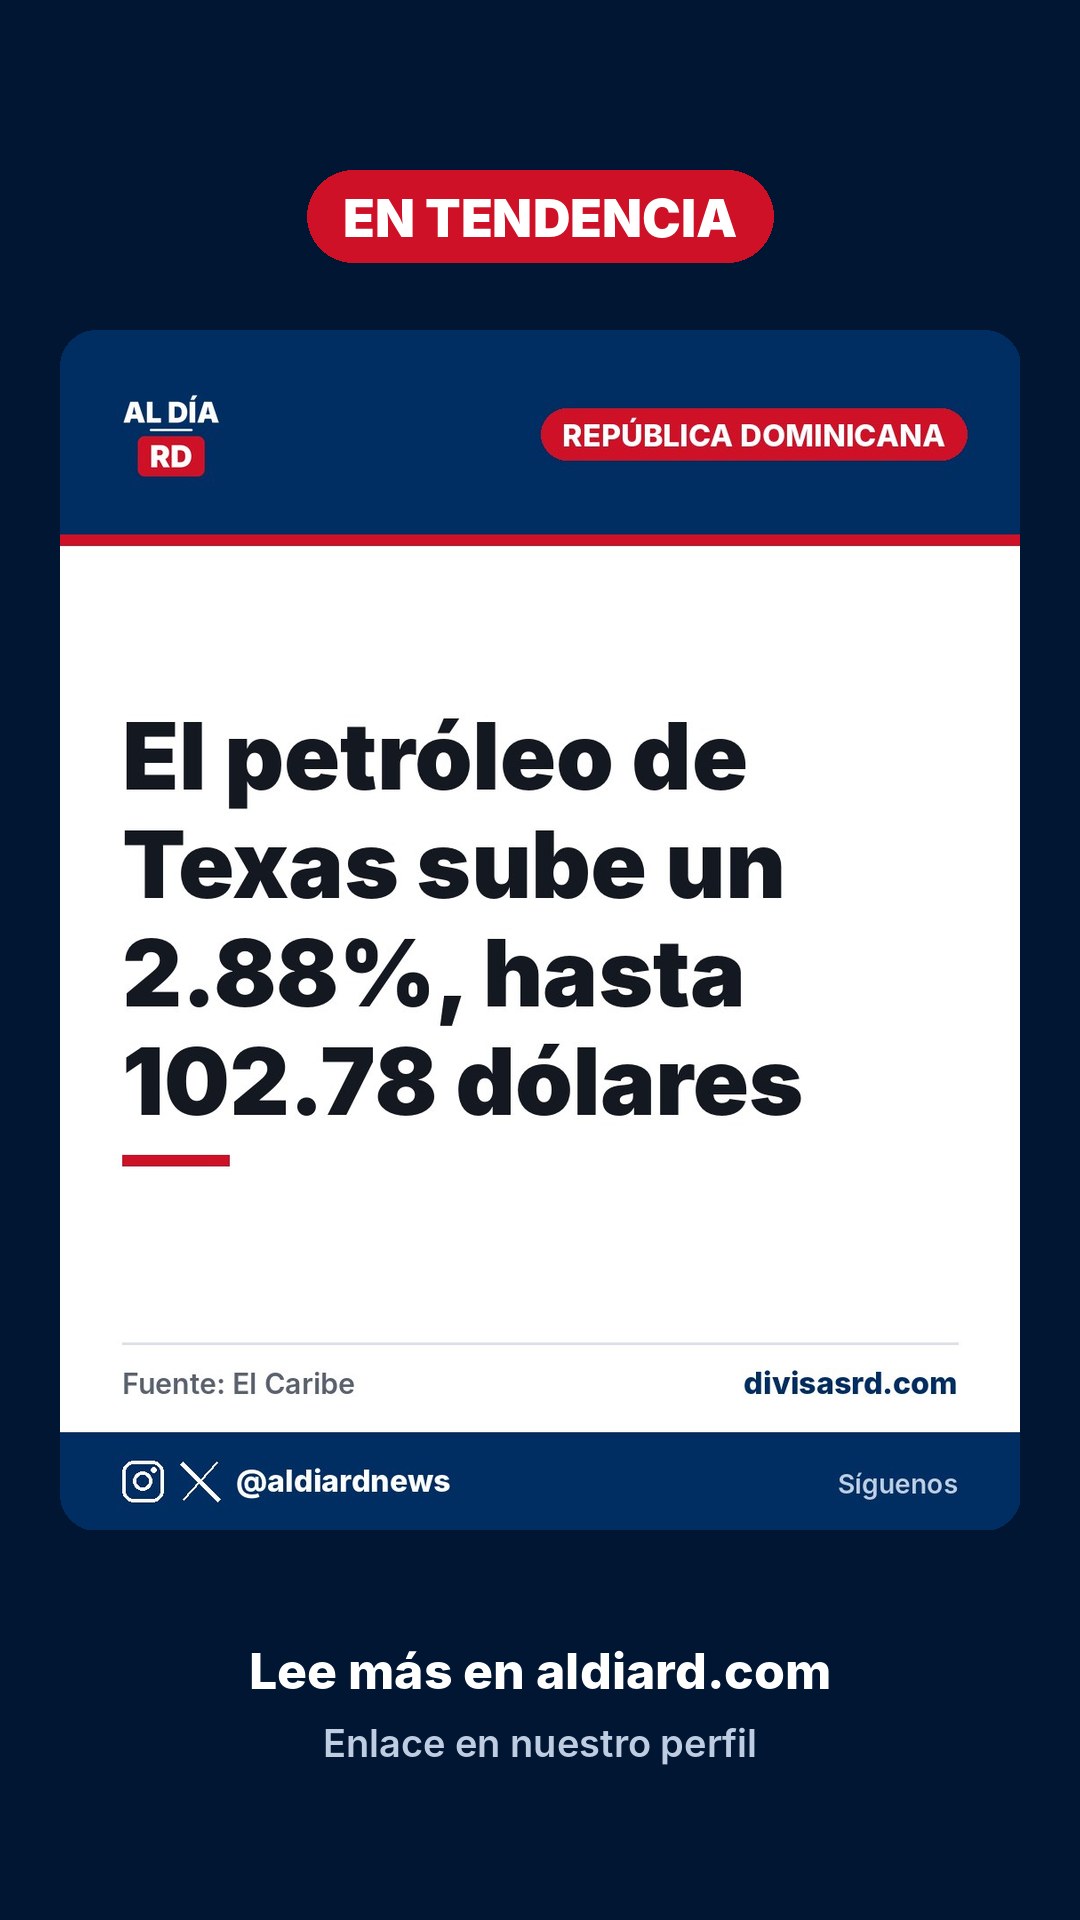 EN TENDENCIA
AL DÍA
RD
REPÚBLICA DOMINICANA
El petróleo de
Texas sube un
2.88%, hasta
102.78 dólares
Fuente: El Caribe
divisasrd.com
@aldiardnews
Síguenos
Lee más en aldiard.com
Enlace en nuestro perfil